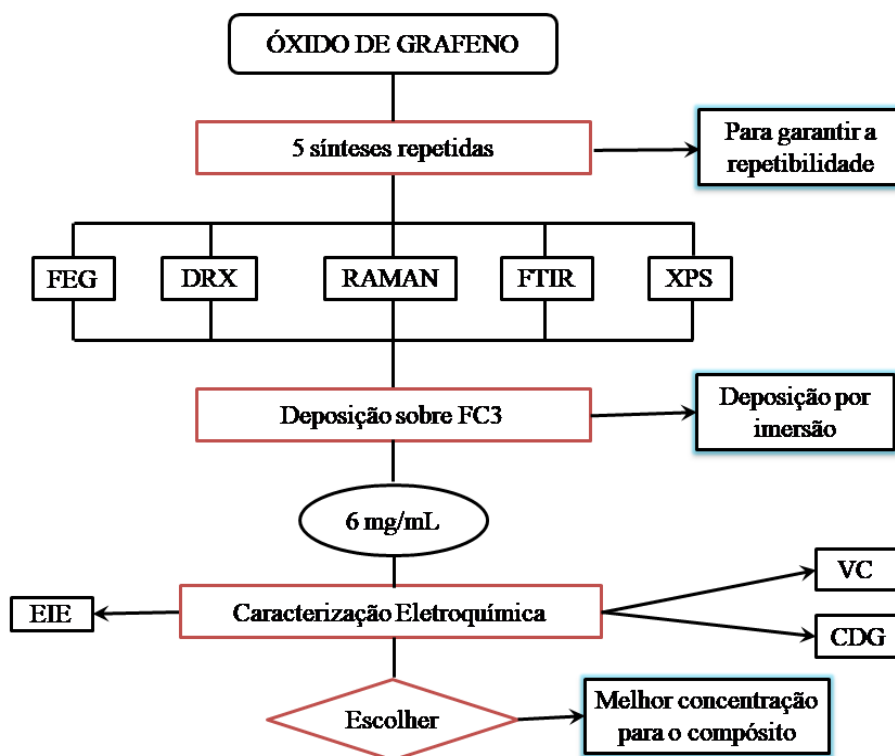 ÓXIDO DE GRAFENO
5 sínteses repetidas
Para garantir a
repetibilidade
FEG
DRX
RAMAN
FTIR
XPS
Deposição sobre FC3
Deposição por
imersão
6 mg/mL
EIE
Caracterização Eletroquímica
VC
CDG
Escolher
Melhor concentração
para o compósito